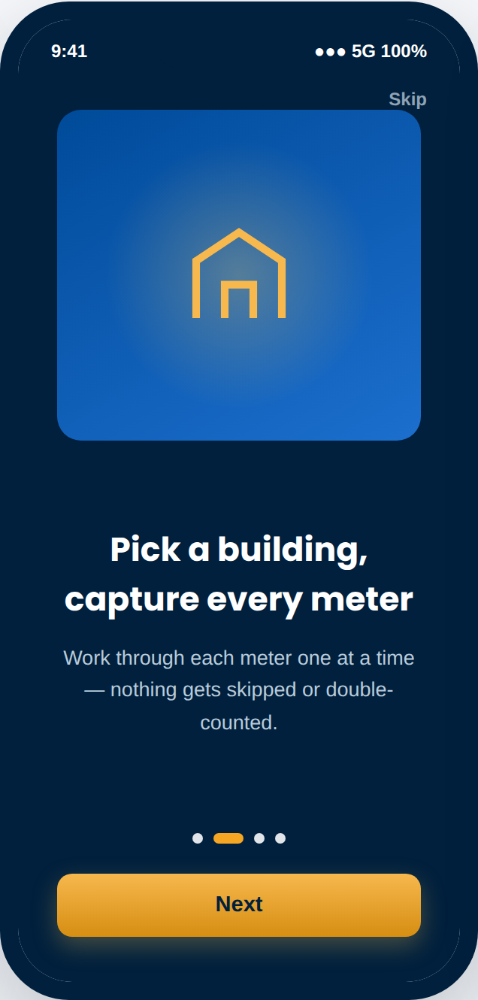 9:41
●●● 5G 100%
Skip
Pick a building,
capture every meter
Work through each meter one at a time
— nothing gets skipped or double-
counted.
Next